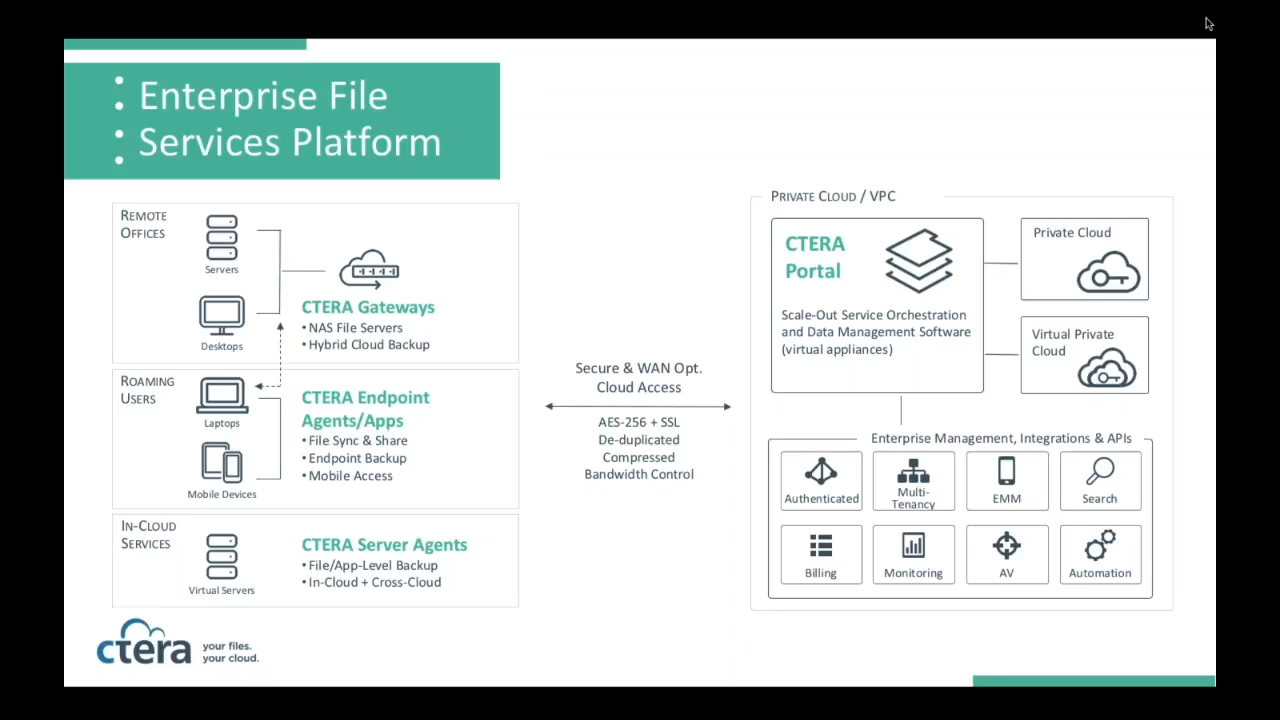 Enterprise File
Services Platform
REMOTE
OFFICES
Servers
Desktops
CTERA Gateways
• NAS File Servers
• Hybrid Cloud Backup
ROAMING
USERS
Laptops
Mobile Devices
CTERA Endpoint
Agents/Apps
• File Sync & Share
• Endpoint Backup
• Mobile Access
IN-CLOUD
SERVICES
Virtual Servers
CTERA Server Agents
• File/App-Level Backup
• In-Cloud + Cross-Cloud
Secure & WAN Opt.
Cloud Access
AES-256 + SSL
De-duplicated
Compressed
Bandwidth Control
PRIVATE CLOUD / VPC
CTERA
Portal
Scale-Out Service Orchestration
and Data Management Software
(virtual appliances)
Private Cloud
Virtual Private
Cloud
Enterprise Management, Integrations & APIs
Authenticated
Multi-
Tenancy
EMM
Search
Billing
Monitoring
AV
Automation
ctera
your files.
your cloud.